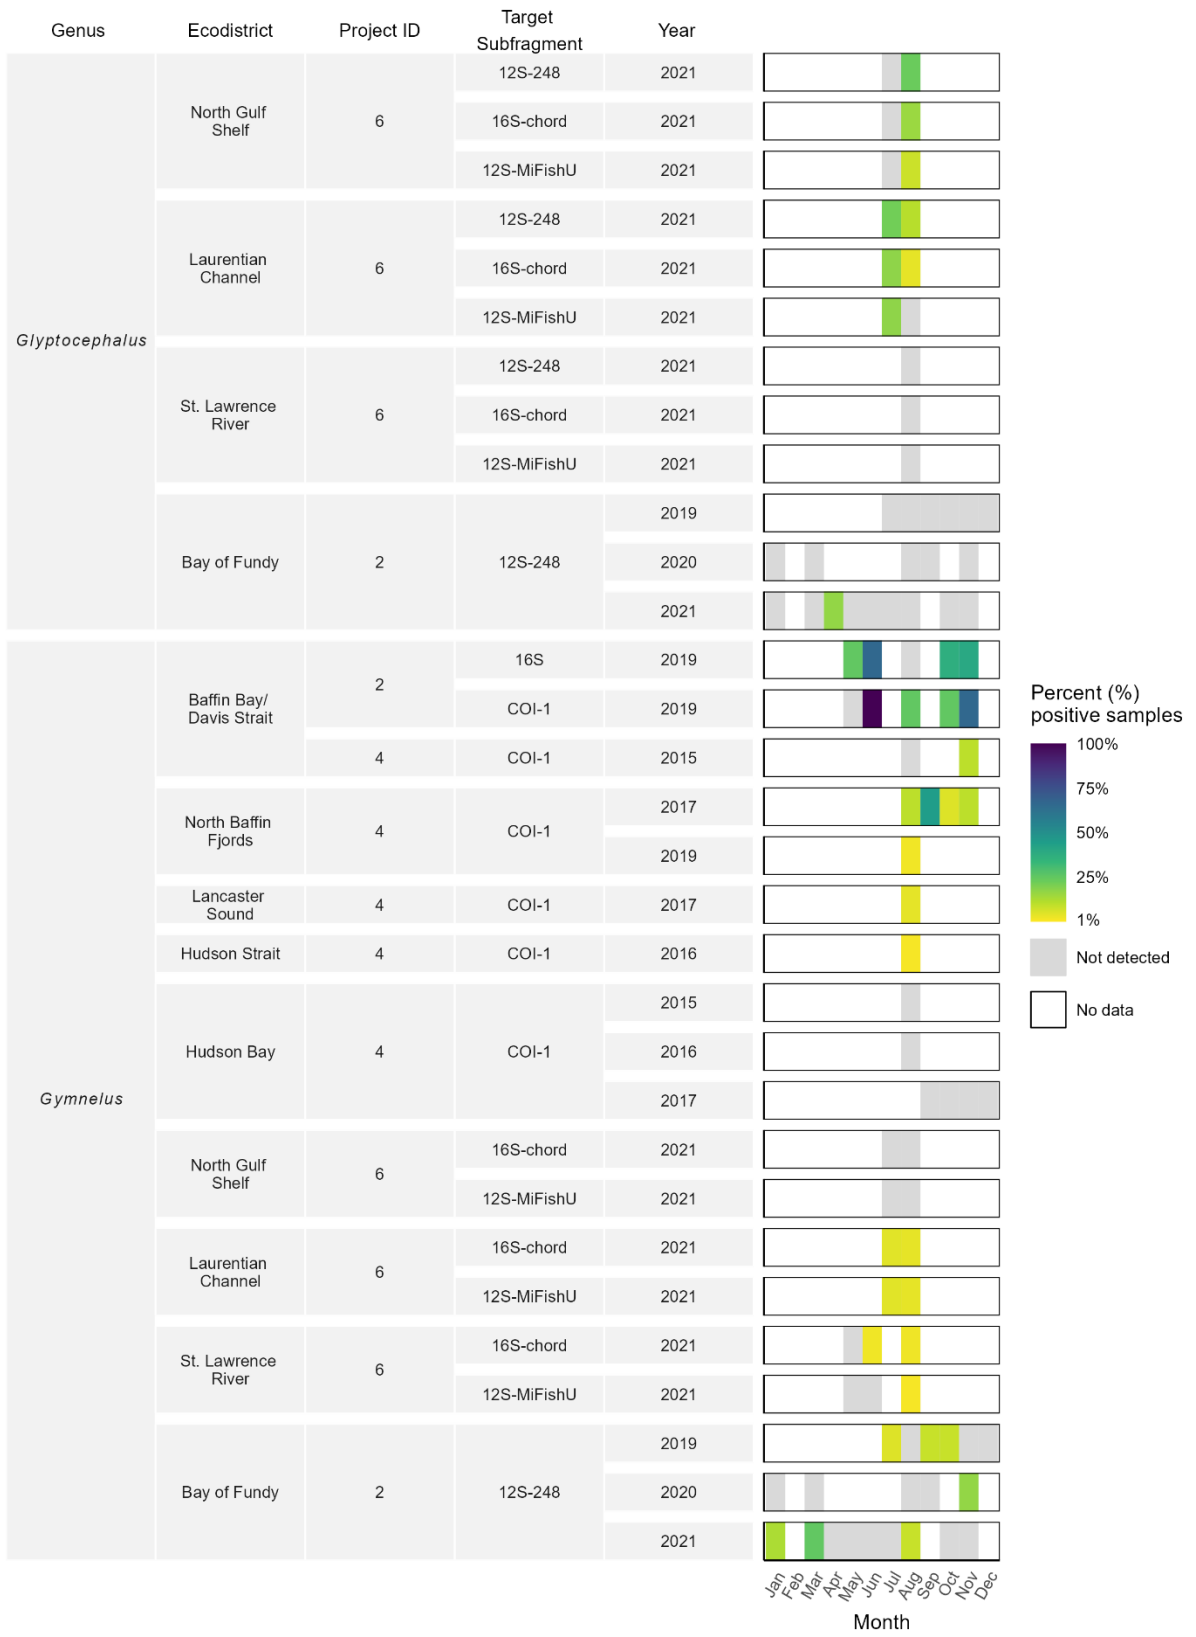 Genus
Ecodistrict
Project ID
Target
Subfragment
Year
Glyptocephalus
North Gulf
Shelf
6
12S-248
2021
16S-chord
2021
12S-MiFishU
2021
Laurentian
Channel
6
12S-248
2021
16S-chord
2021
12S-MiFishU
2021
St. Lawrence
River
6
12S-248
2021
16S-chord
2021
12S-MiFishU
2021
Bay of Fundy
2
12S-248
2019
2020
2021
Gymnelus
Baffin Bay/
Davis Strait
2
16S
2019
COI-1
2019
4
COI-1
2015
North Baffin
Fjords
4
COI-1
2017
2019
Lancaster
Sound
4
COI-1
2017
Hudson Strait
4
COI-1
2016
Hudson Bay
4
COI-1
2015
2016
2017
North Gulf
Shelf
6
16S-chord
2021
12S-MiFishU
2021
Laurentian
Channel
6
16S-chord
2021
12S-MiFishU
2021
St. Lawrence
River
6
16S-chord
2021
12S-MiFishU
2021
Bay of Fundy
2
12S-248
2019
2020
2021
Jan
Feb
Mar
Apr
May
Jun
Jul
Aug
Sep
Oct
Nov
Dec
Month
Percent (%)
positive samples
100%
75%
50%
25%
1%
Not detected
No data